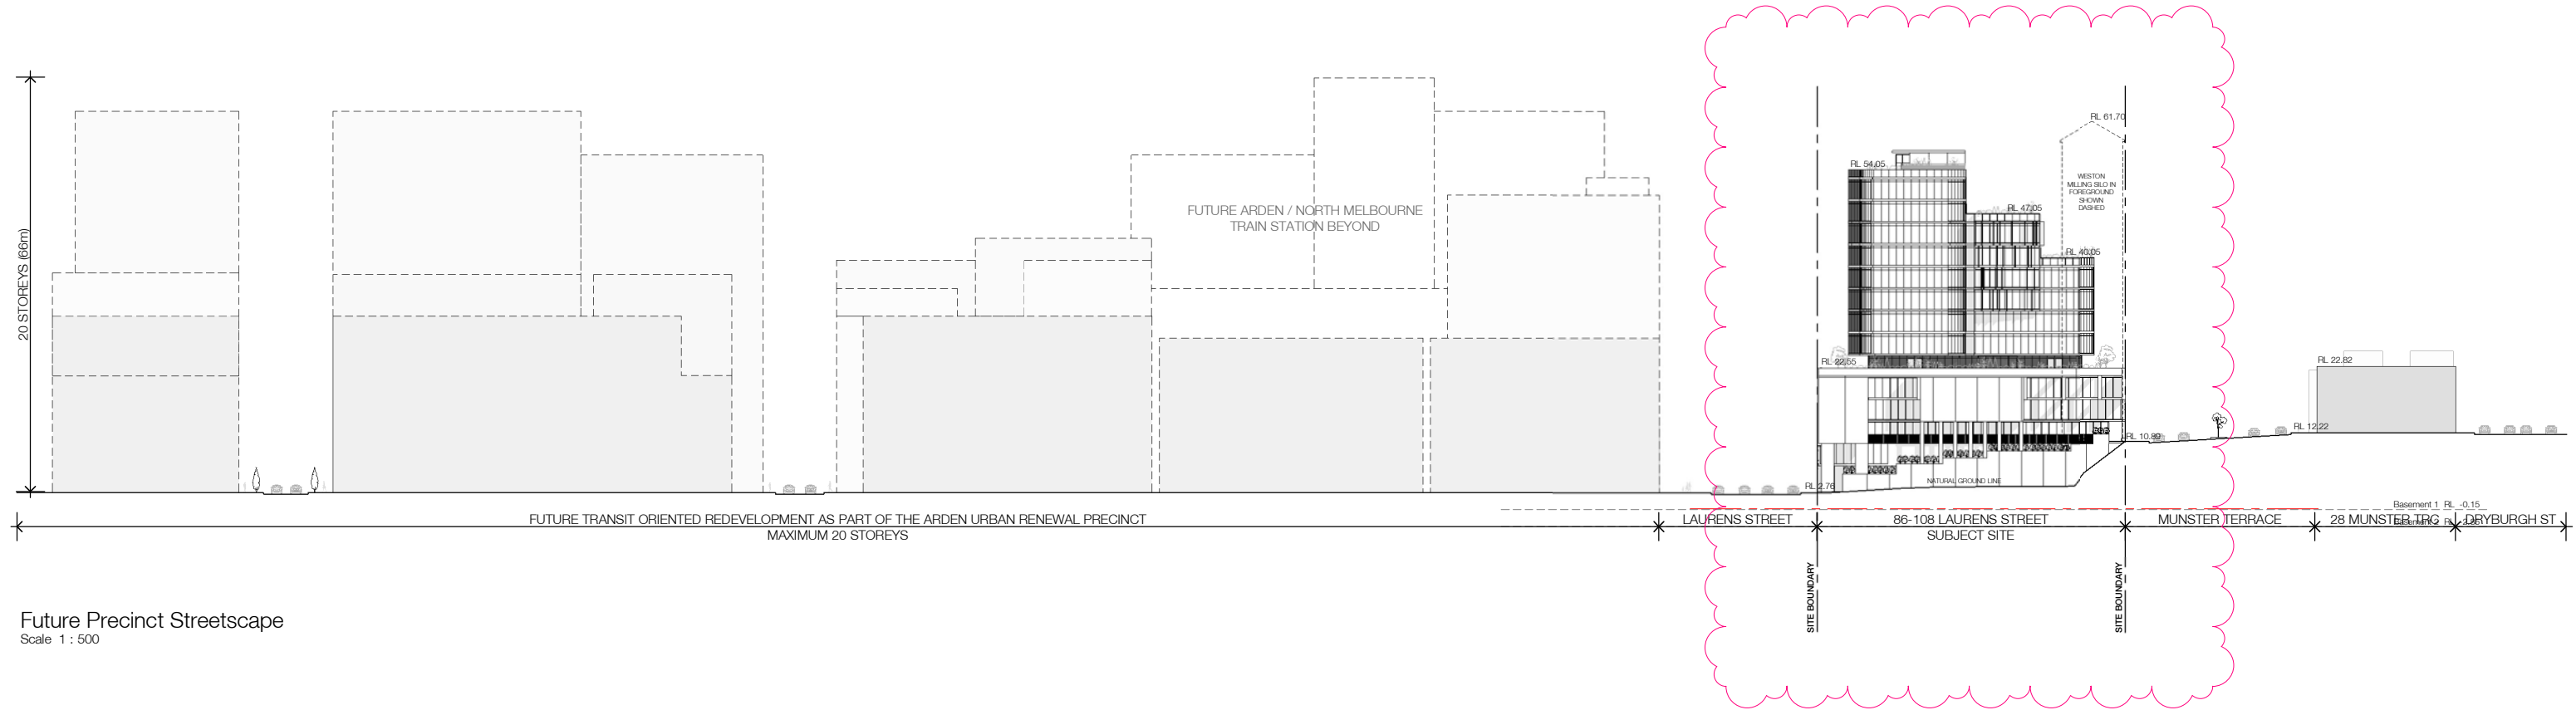 20 STOREYS (66m)
FUTURE ARDEN / NORTH MELBOURNE
TRAIN STATION BEYOND
RL 61.70
RL 54.05
WESTON
MILLING SILO IN
FOREGROUND
SHOWN
DASHED
RL 47.05
RL 40.05
RL 22.55
RL 22.82
RL 12.22
RL 10.89
RL 2.76
NATURAL GROUND LINE
Basement 1 RL -0.15
Basement 2 RL
FUTURE TRANSIT ORIENTED REDEVELOPMENT AS PART OF THE ARDEN URBAN RENEWAL PRECINCT
MAXIMUM 20 STOREYS
LAURENS STREET
86-108 LAURENS STREET
SUBJECT SITE
MUNSTER TERRACE
28 MUNSTER TRC
DRYBURGH ST
SITE BOUNDARY
SITE BOUNDARY
Future Precinct Streetscape
Scale 1 : 500